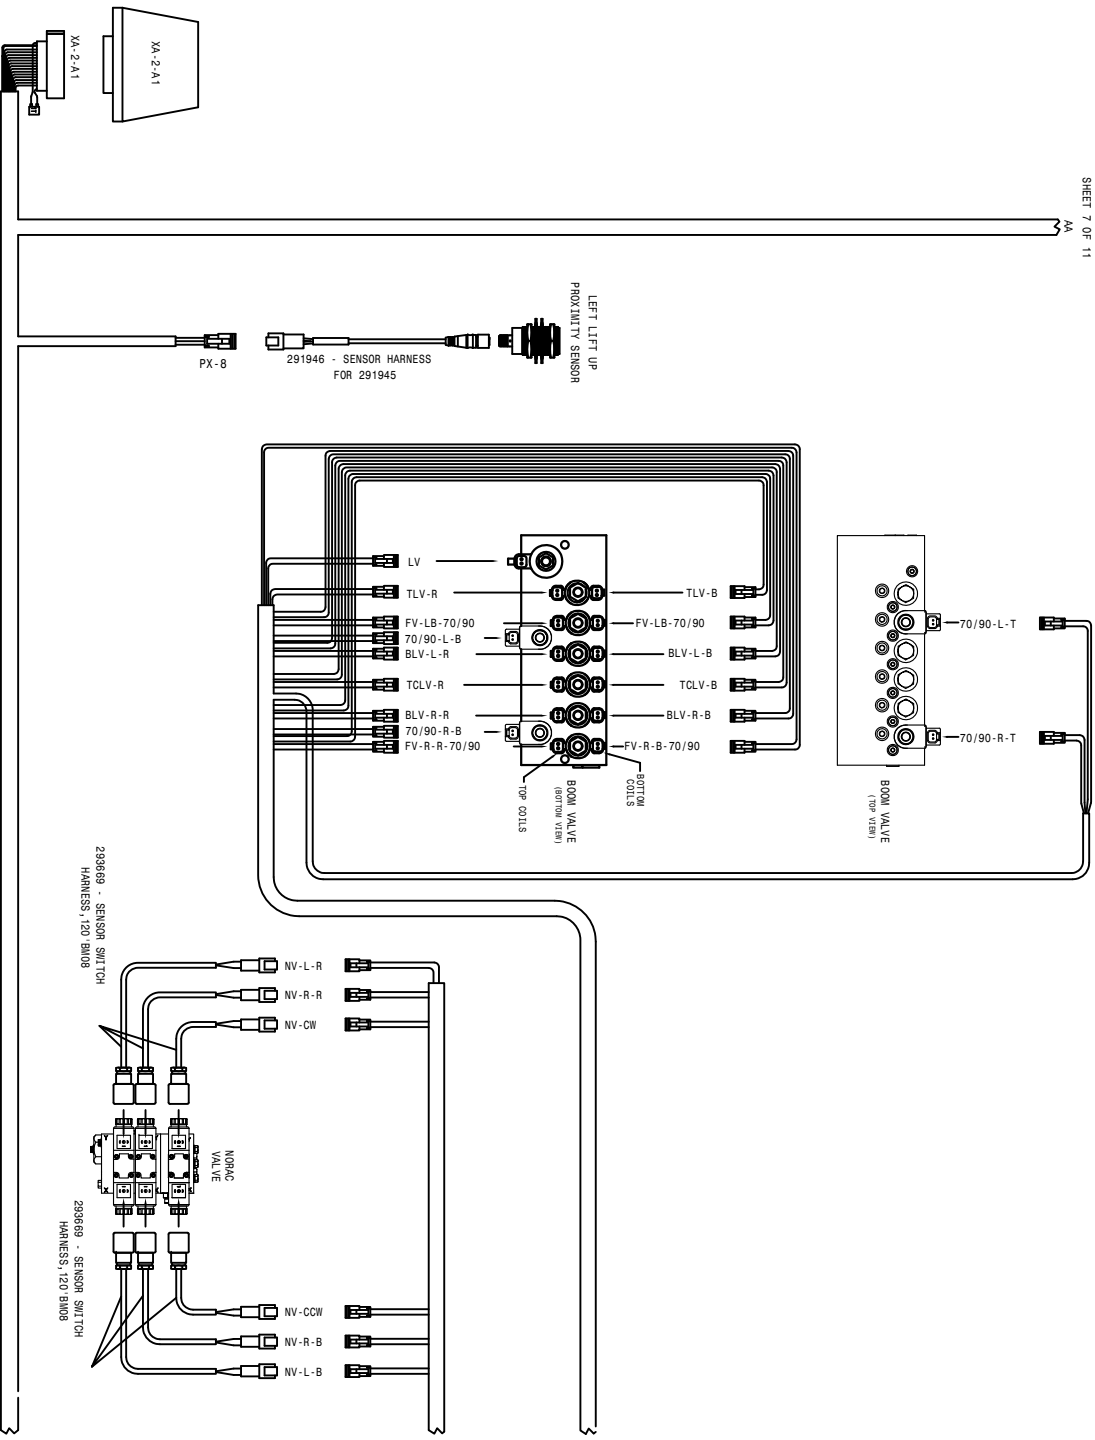 SHEET 7 OF 11
AA
XA-2-A1
XA-2-A1
LEFT LIFT UP
PROXIMITY SENSOR
PX-8
291946 - SENSOR HARNESS
FOR 291945
LV
TLV-R
TLV-B
FV-LB-70/90
FV-LB-70/90
70/90-L-B
BLV-L-R
BLV-L-B
TCLV-R
TCLV-B
BLV-R-R
BLV-R-B
70/90-R-B
FV-R-R-70/90
FV-R-B-70/90
70/90-L-T
70/90-R-T
BOTTOM
COILS
TOP COILS
BOOM VALVE
(BOTTOM VIEW)
BOOM VALVE
(TOP VIEW)
293669 - SENSOR SWITCH
HARNESS,120'BM08
NV-L-R
NV-R-R
NV-CW
NORAC
VALVE
293669 - SENSOR SWITCH
HARNESS,120'BM08
NV-CCW
NV-R-B
NV-L-B